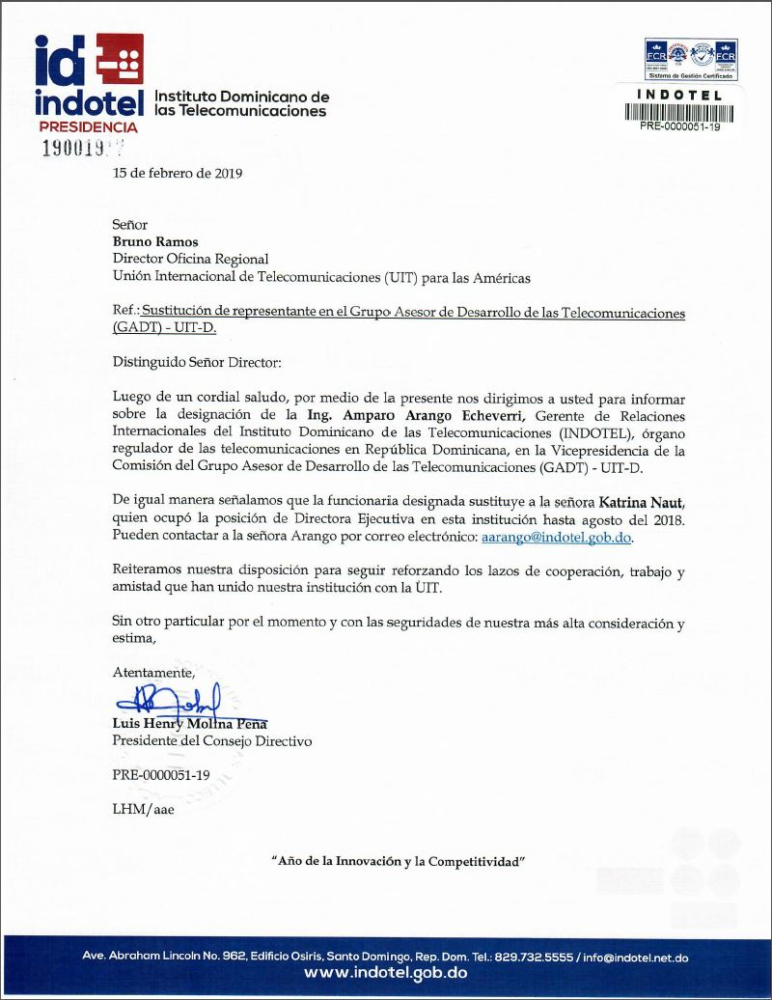 id
indotel
PRESIDENCIA
Instituto Dominicano de
las Telecomunicaciones
FCR
FCR
Sistema de Gestión Certificado
INDOTEL
PRE-0000051-19
190019
15 de febrero de 2019
Señor
Bruno Ramos
Director Oficina Regional
Unión Internacional de Telecomunicaciones (UIT) para las Américas
Ref.: Sustitución de representante en el Grupo Asesor de Desarrollo de las Telecomunicaciones
(GADT) - UIT-D.
Distinguido Señor Director:
Luego de un cordial saludo, por medio de la presente nos dirigimos a usted para informar
sobre la designación de la Ing. Amparo Arango Echeverri, Gerente de Relaciones
Internacionales del Instituto Dominicano de las Telecomunicaciones (INDOTEL), órgano
regulador de las telecomunicaciones en República Dominicana, en la Vicepresidencia de la
Comisión del Grupo Asesor de Desarrollo de las Telecomunicaciones (GADT) - UIT-D.
De igual manera señalamos que la funcionaria designada sustituye a la señora Katrina Naut,
quien ocupó la posición de Directora Ejecutiva en esta institución hasta agosto del 2018.
Pueden contactar a la señora Arango por correo electrónico: aarango@indotel.gob.do.
Reiteramos nuestra disposición para seguir reforzando los lazos de cooperación, trabajo y
amistad que han unido nuestra institución con la UIT.
Sin otro particular por el momento y con las seguridades de nuestra más alta consideración y
estima,
Atentamente,
Luis Henry Molina Peña
Presidente del Consejo Directivo
PRE-0000051-19
LHM/aae
“Año de la Innovación y la Competitividad”
Ave. Abraham Lincoln No. 962, Edificio Osiris, Santo Domingo, Rep. Dom. Tel.: 829.732.5555 / info@indotel.net.do
www.indotel.gob.do